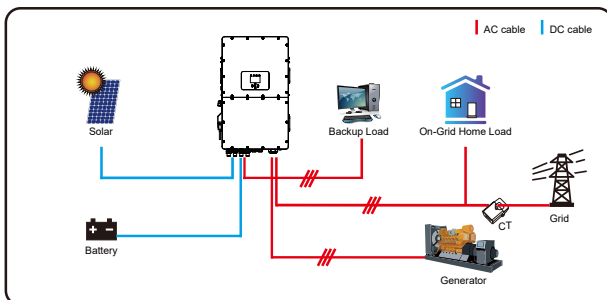 AC cable
DC cable
Solar
Backup Load
On-Grid Home Load
CT
Grid
Battery
Generator